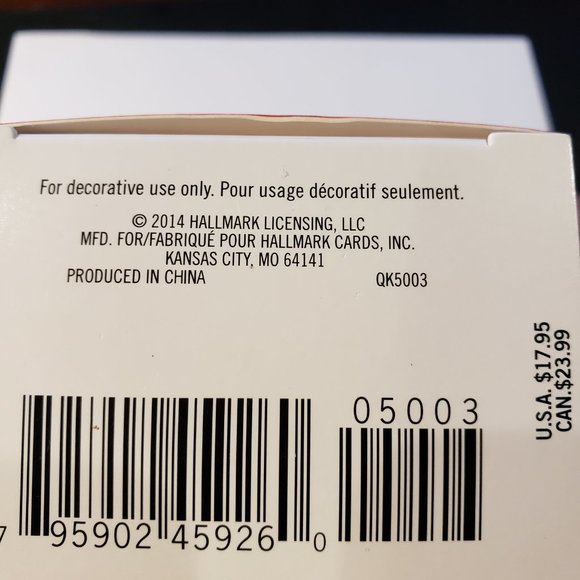 For decorative use only. Pour usage décoratif seulement.
© 2014 HALLMARK LICENSING, LLC
MFD. FOR/FABRIQUÉ POUR HALLMARK CARDS, INC.
KANSAS CITY, MO 64141
PRODUCED IN CHINA QK5003
U.S.A. $17.95
CAN. $23.99
05003
7 95902 45926 0